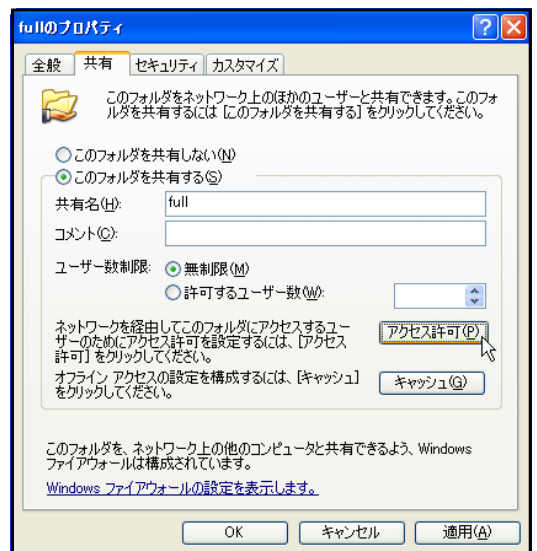 fullのプロパティ
全般 共有 セキュリティ カスタマイズ
このフォルダをネットワーク上のほかのユーザーと共有できます。このフォ
ルダを共有するには [このフォルダを共有する] をクリックしてください。
このフォルダを共有しない(N)
このフォルダを共有する(S)
共有名(H): full
コメント(C):
ユーザー数制限: 無制限(M)
許可するユーザー数(W):
ネットワークを経由してこのフォルダにアクセスするユー
ザーのためにアクセス許可を設定するには、[アクセス
許可] をクリックしてください。
アクセス許可(P)
オフライン アクセスの設定を構成するには、[キャッシュ]
をクリックしてください。
キャッシュ(G)
このフォルダを、ネットワーク上の他のコンピュータと共有できるよう、Windows
ファイアウォールは構成されています。
Windows ファイアウォールの設定を表示します。
OK キャンセル 適用(A)